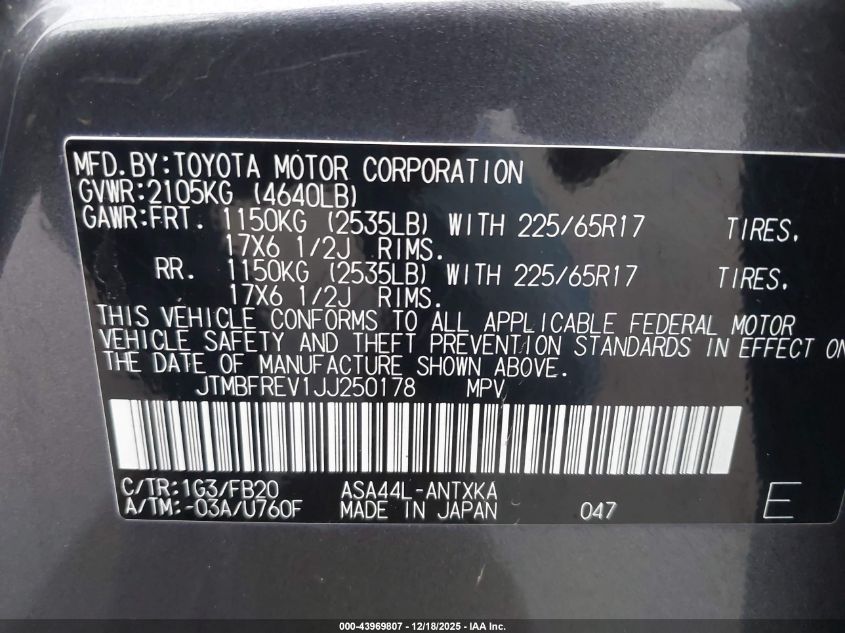 MFD.BY:TOYOTA MOTOR CORPORATION
GVWR:2105KG (4640LB)
GAWR:FRT. 1150KG (2535LB) WITH 225/65R17 TIRES.
17X6 1/2J RIMS.
RR. 1150KG (2535LB) WITH 225/65R17 TIRES.
17X6 1/2J RIMS.
THIS VEHICLE CONFORMS TO ALL APPLICABLE FEDERAL MOTOR
VEHICLE SAFETY AND THEFT PREVENTION STANDARDS IN EFFECT ON
THE DATE OF MANUFACTURE SHOWN ABOVE.
JTMBFREV1JJ250178 MPV
C/TR:1G3/FB20 ASA44L-ANTXKA
A/TM:-03A/U760F MADE IN JAPAN 047 E
000-43969807 - 12/18/2025 - IAA Inc.